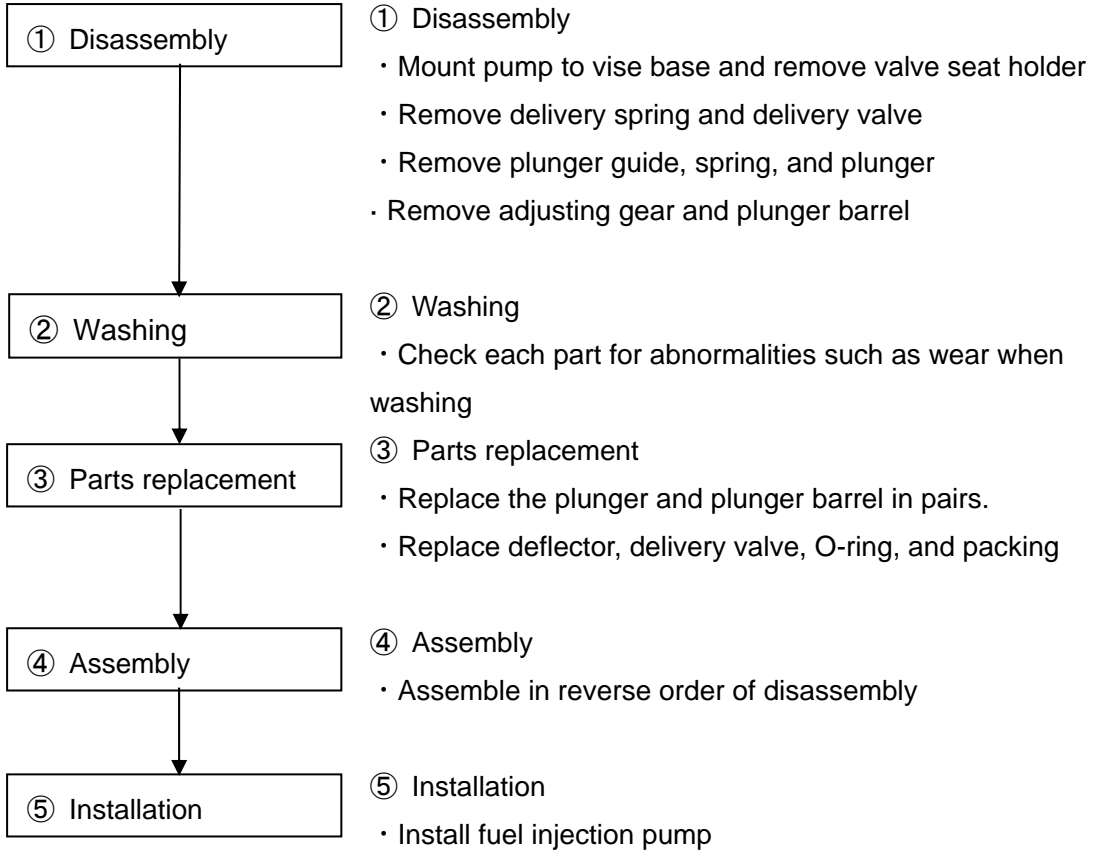 ① Disassembly
① Disassembly
・Mount pump to vise base and remove valve seat holder
・Remove delivery spring and delivery valve
・Remove plunger guide, spring, and plunger
・Remove adjusting gear and plunger barrel
② Washing
② Washing
・Check each part for abnormalities such as wear when
washing
③ Parts replacement
③ Parts replacement
・Replace the plunger and plunger barrel in pairs.
・Replace deflector, delivery valve, O-ring, and packing
④ Assembly
④ Assembly
・Assemble in reverse order of disassembly
⑤ Installation
⑤ Installation
・Install fuel injection pump